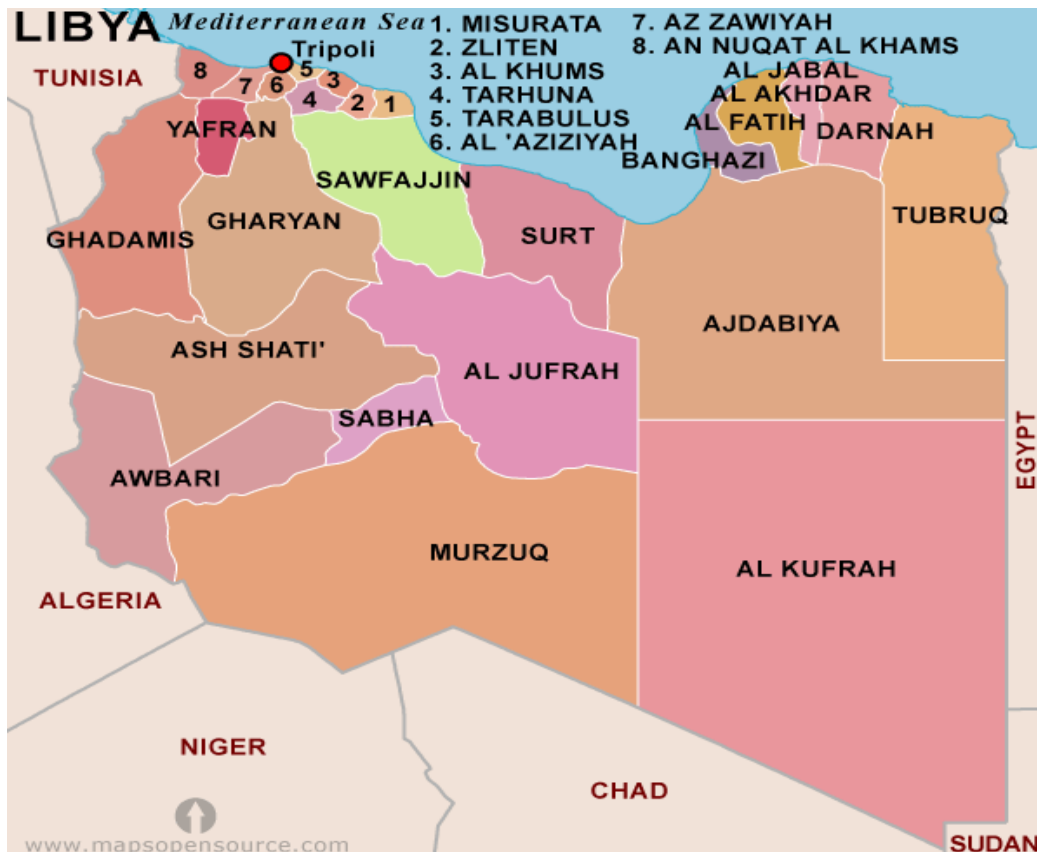 LIBYA
Mediterranean Sea
1. MISURATA
2. ZLITEN
3. AL KHUMS
4. TARHUNA
5. TARABULUS
6. AL 'AZIZIYAH
7. AZ ZAWIYAH
8. AN NUQAT AL KHAMS
Tripoli
TUNISIA
8
7
6
5
4
3
2
1
AL JABAL
AL AKHDAR
AL FATIH
DARNAH
BANGHAZI
YAFRAN
SAWFAJJIN
TUBRUQ
GHADAMIS
GHARYAN
SURT
AJDABIYA
ASH SHATI'
AL JUFRAH
SABHA
AWBARI
EGYPT
MURZUQ
AL KUFRAH
ALGERIA
NIGER
CHAD
SUDAN
www.mapsopensource.com